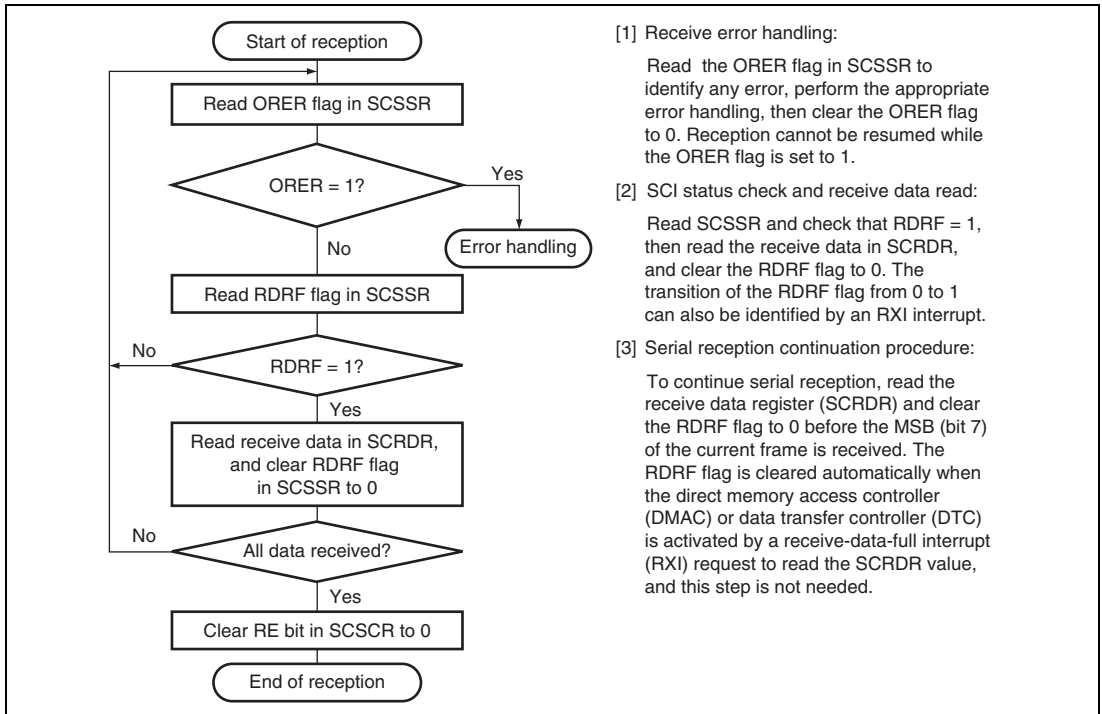 Start of reception
Read ORER flag in SCSSR
ORER = 1?
Yes
Error handling
No
Read RDRF flag in SCSSR
No
RDRF = 1?
Yes
Read receive data in SCRDR,
and clear RDRF flag
in SCSSR to 0
No
All data received?
Yes
Clear RE bit in SCSCR to 0
End of reception
[1] Receive error handling:
Read the ORER flag in SCSSR to
identify any error, perform the appropriate
error handling, then clear the ORER flag
to 0. Reception cannot be resumed while
the ORER flag is set to 1.
[2] SCI status check and receive data read:
Read SCSSR and check that RDRF = 1,
then read the receive data in SCRDR,
and clear the RDRF flag to 0. The
transition of the RDRF flag from 0 to 1
can also be identified by an RXI interrupt.
[3] Serial reception continuation procedure:
To continue serial reception, read the
receive data register (SCRDR) and clear
the RDRF flag to 0 before the MSB (bit 7)
of the current frame is received. The
RDRF flag is cleared automatically when
the direct memory access controller
(DMAC) or data transfer controller (DTC)
is activated by a receive-data-full interrupt
(RXI) request to read the SCRDR value,
and this step is not needed.